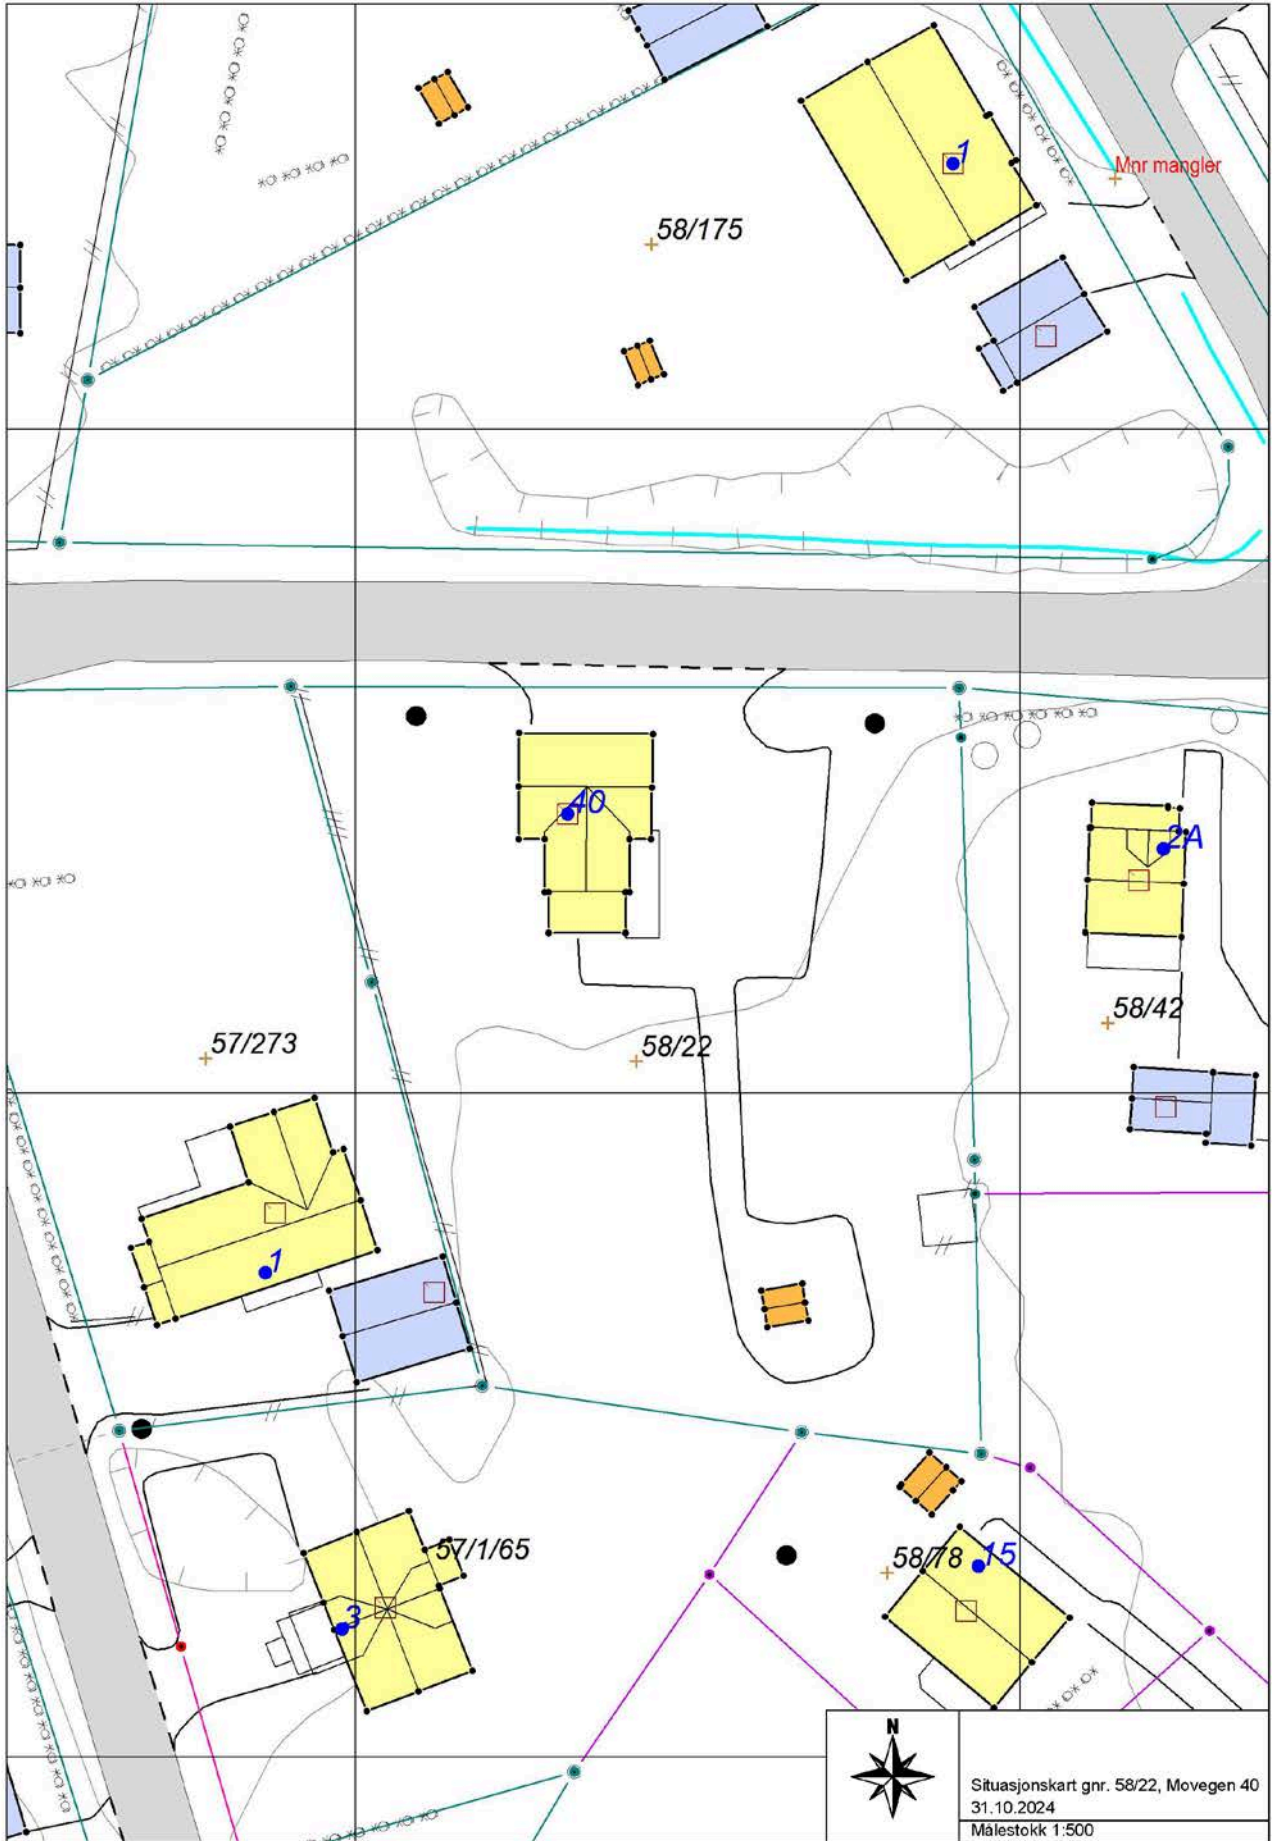 1
Mnr mangler
58/175
40
2A
58/42
57/273
58/22
1
57/1/65
58/78
15
3
N
Situasjonskart gnr. 58/22, Movegen 40
31.10.2024
Målestokk 1:500